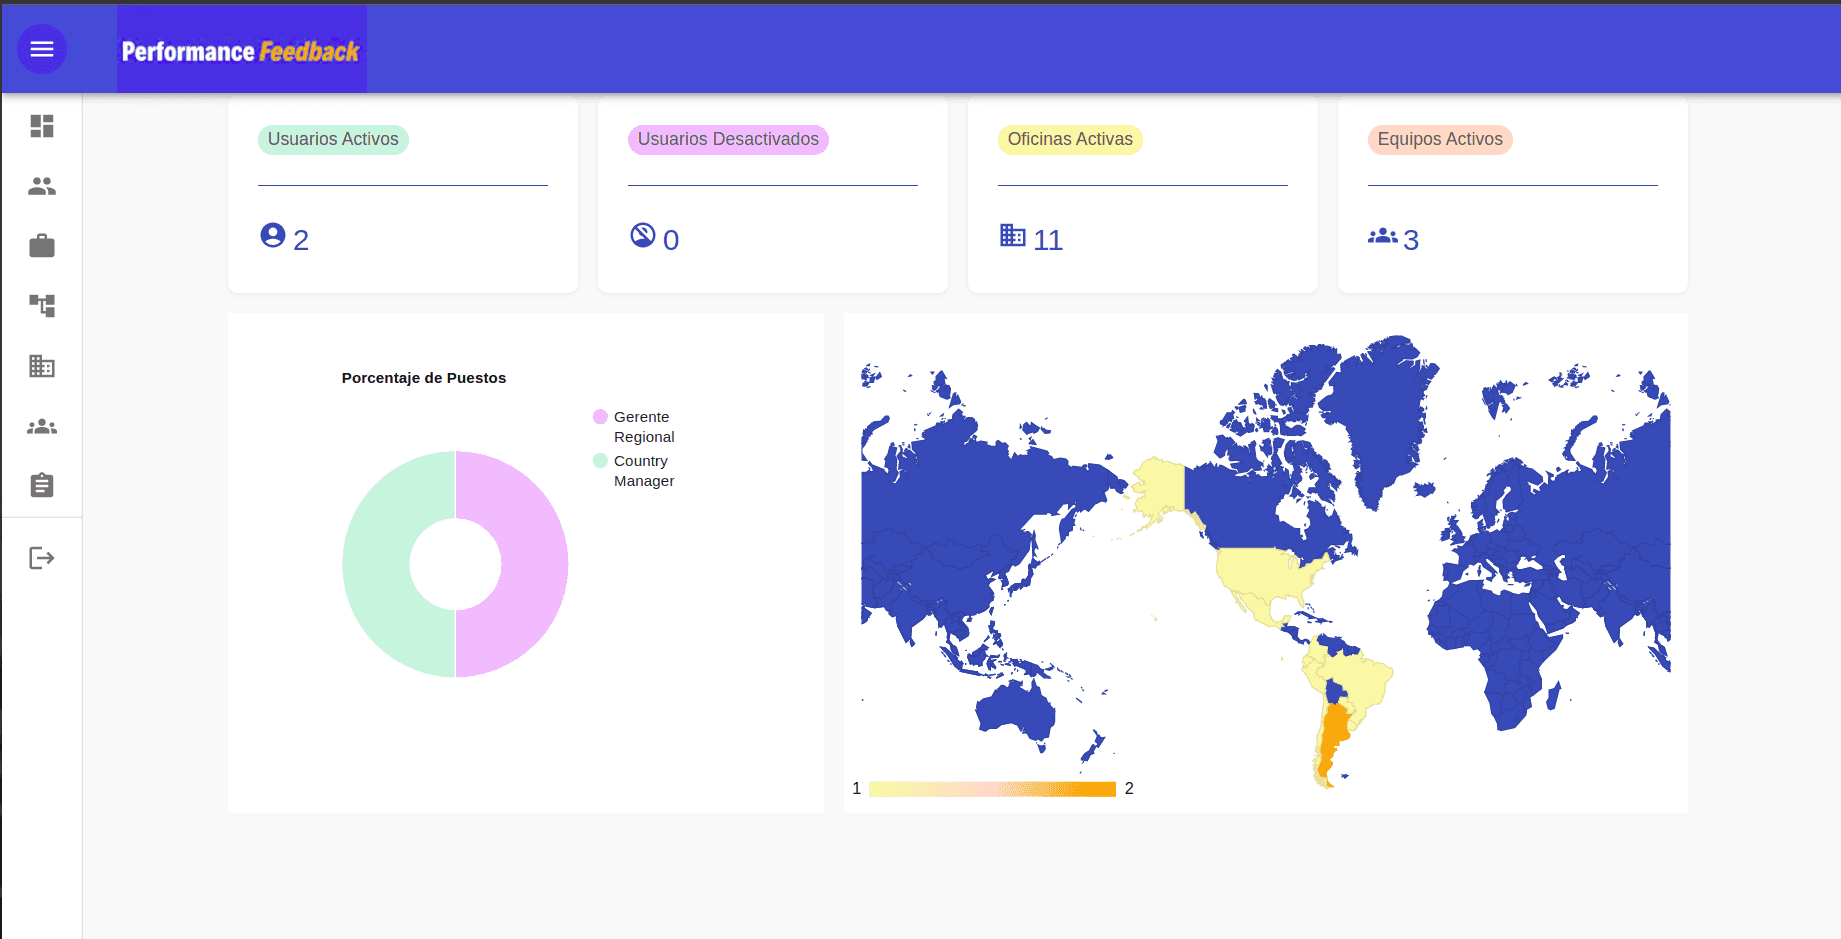 Performance Feedback
Usuarios Activos
2
Usuarios Desactivados
0
Oficinas Activas
11
Equipos Activos
3
Porcentaje de Puestos
Gerente
Regional
Country
Manager
1
2